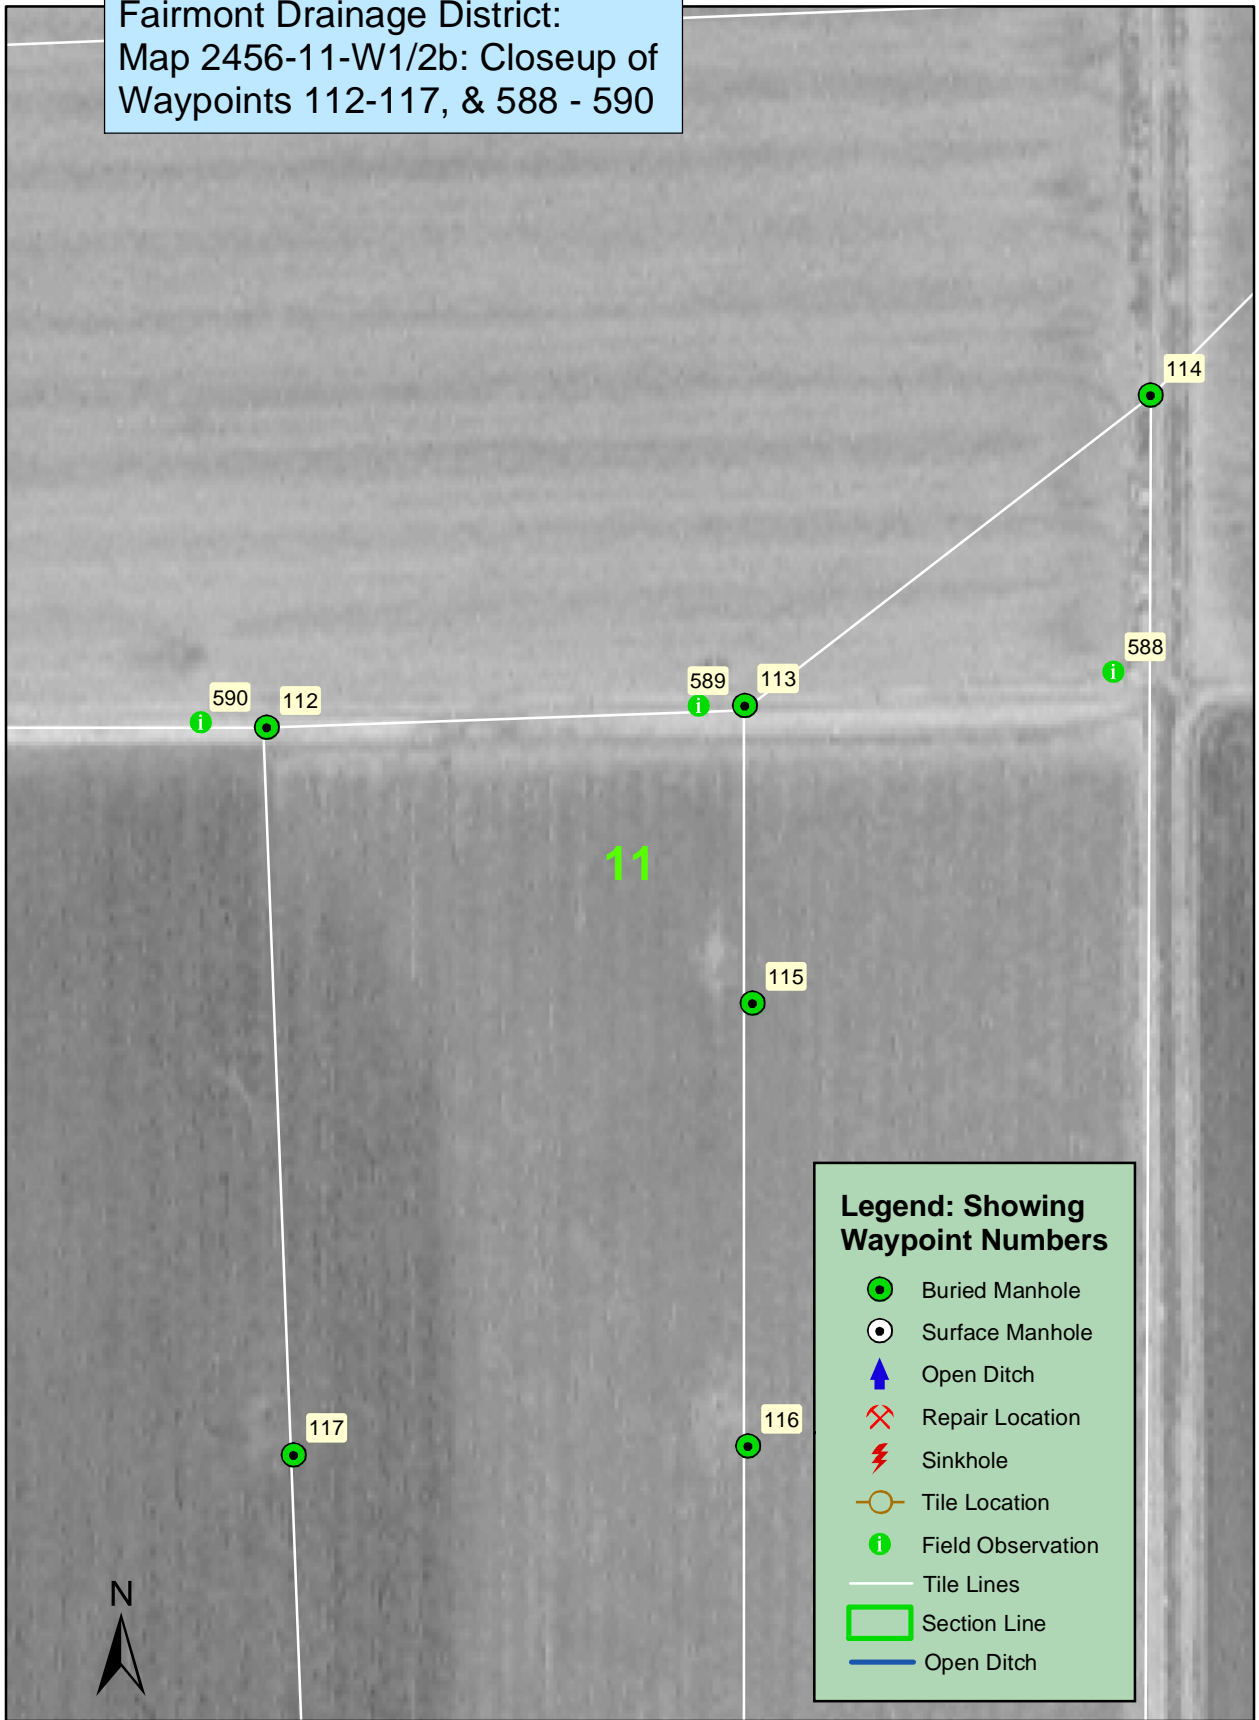 Fairmont Drainage District:
Map 2456-11-W1/2b: Closeup of
Waypoints 112-117, & 588 - 590
114
588
589
113
590
112
11
115
116
117
Legend: Showing
Waypoint Numbers
Buried Manhole
Surface Manhole
Open Ditch
Repair Location
Sinkhole
Tile Location
i Field Observation
Tile Lines
Section Line
Open Ditch
N